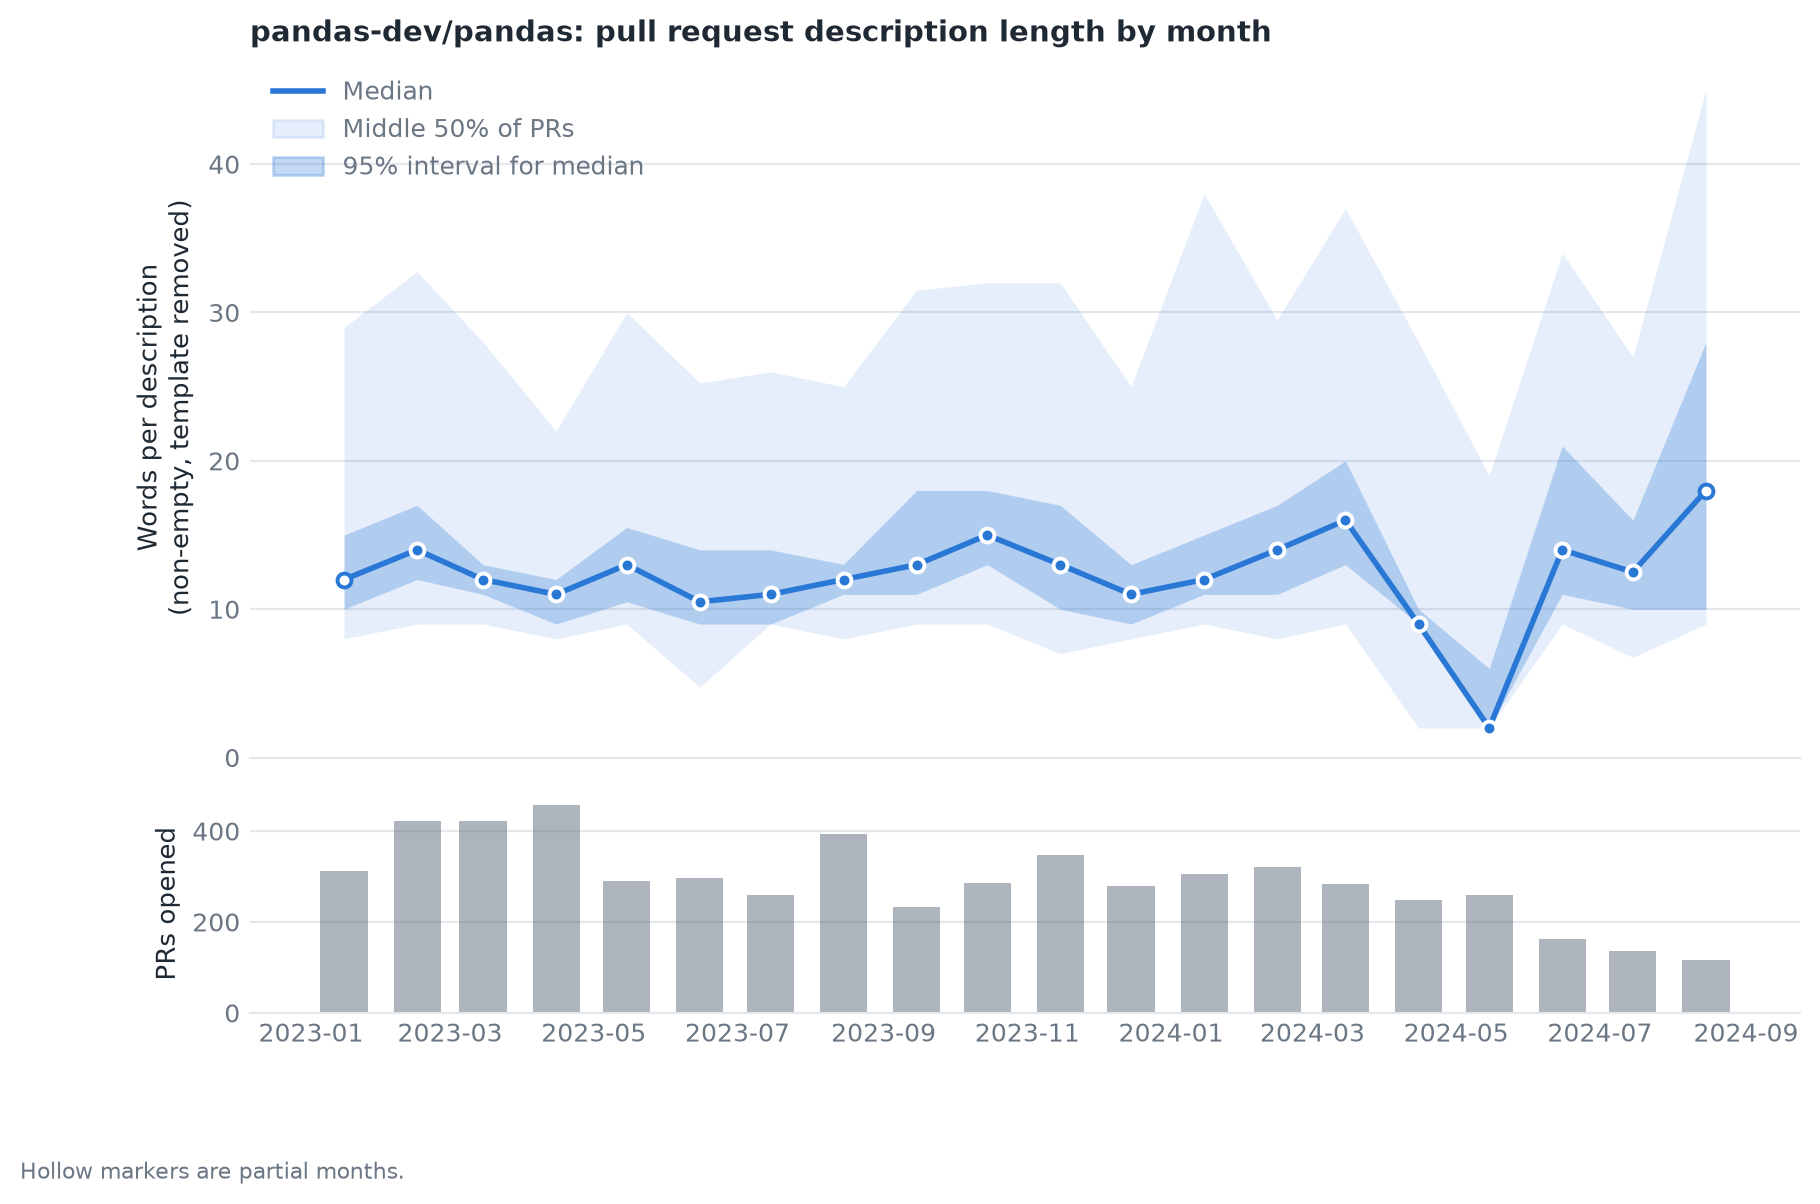 pandas-dev/pandas: pull request description length by month
Median
Middle 50% of PRs
95% interval for median
Words per description
(non-empty, template removed)
40
30
20
10
0
PRs opened
400
200
0
2023-01 2023-03 2023-05 2023-07 2023-09 2023-11 2024-01 2024-03 2024-05 2024-07 2024-09
Hollow markers are partial months.